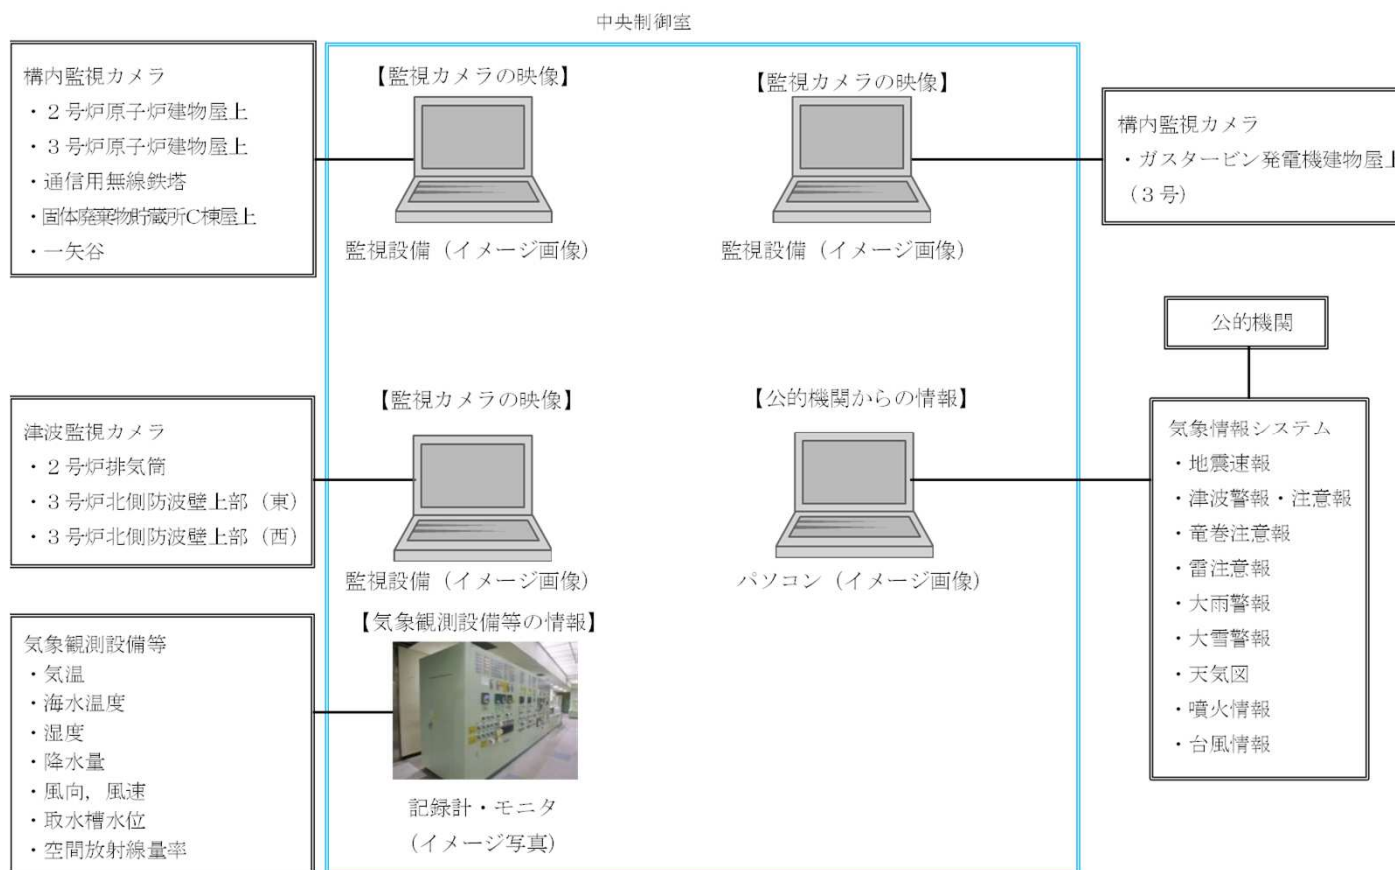 中央制御室
構内監視カメラ
・２号炉原子炉建物屋上
・３号炉原子炉建物屋上
・通信用無線鉄塔
・固体廃棄物貯蔵所C棟屋上
・一矢谷
【監視カメラの映像】
監視設備（イメージ画像）
【監視カメラの映像】
監視設備（イメージ画像）
構内監視カメラ
・ガスタービン発電機建物屋上
（３号）
津波監視カメラ
・２号炉排気筒
・３号炉北側防波壁上部（東）
・３号炉北側防波壁上部（西）
【監視カメラの映像】
監視設備（イメージ画像）
【公的機関からの情報】
パソコン（イメージ画像）
公的機関
気象情報システム
・地震速報
・津波警報・注意報
・竜巻注意報
・雷注意報
・大雨警報
・大雪警報
・天気図
・噴火情報
・台風情報
気象観測設備等
・気温
・海水温度
・湿度
・降水量
・風向，風速
・取水槽水位
・空間放射線量率
【気象観測設備等の情報】
記録計・モニタ
（イメージ写真）